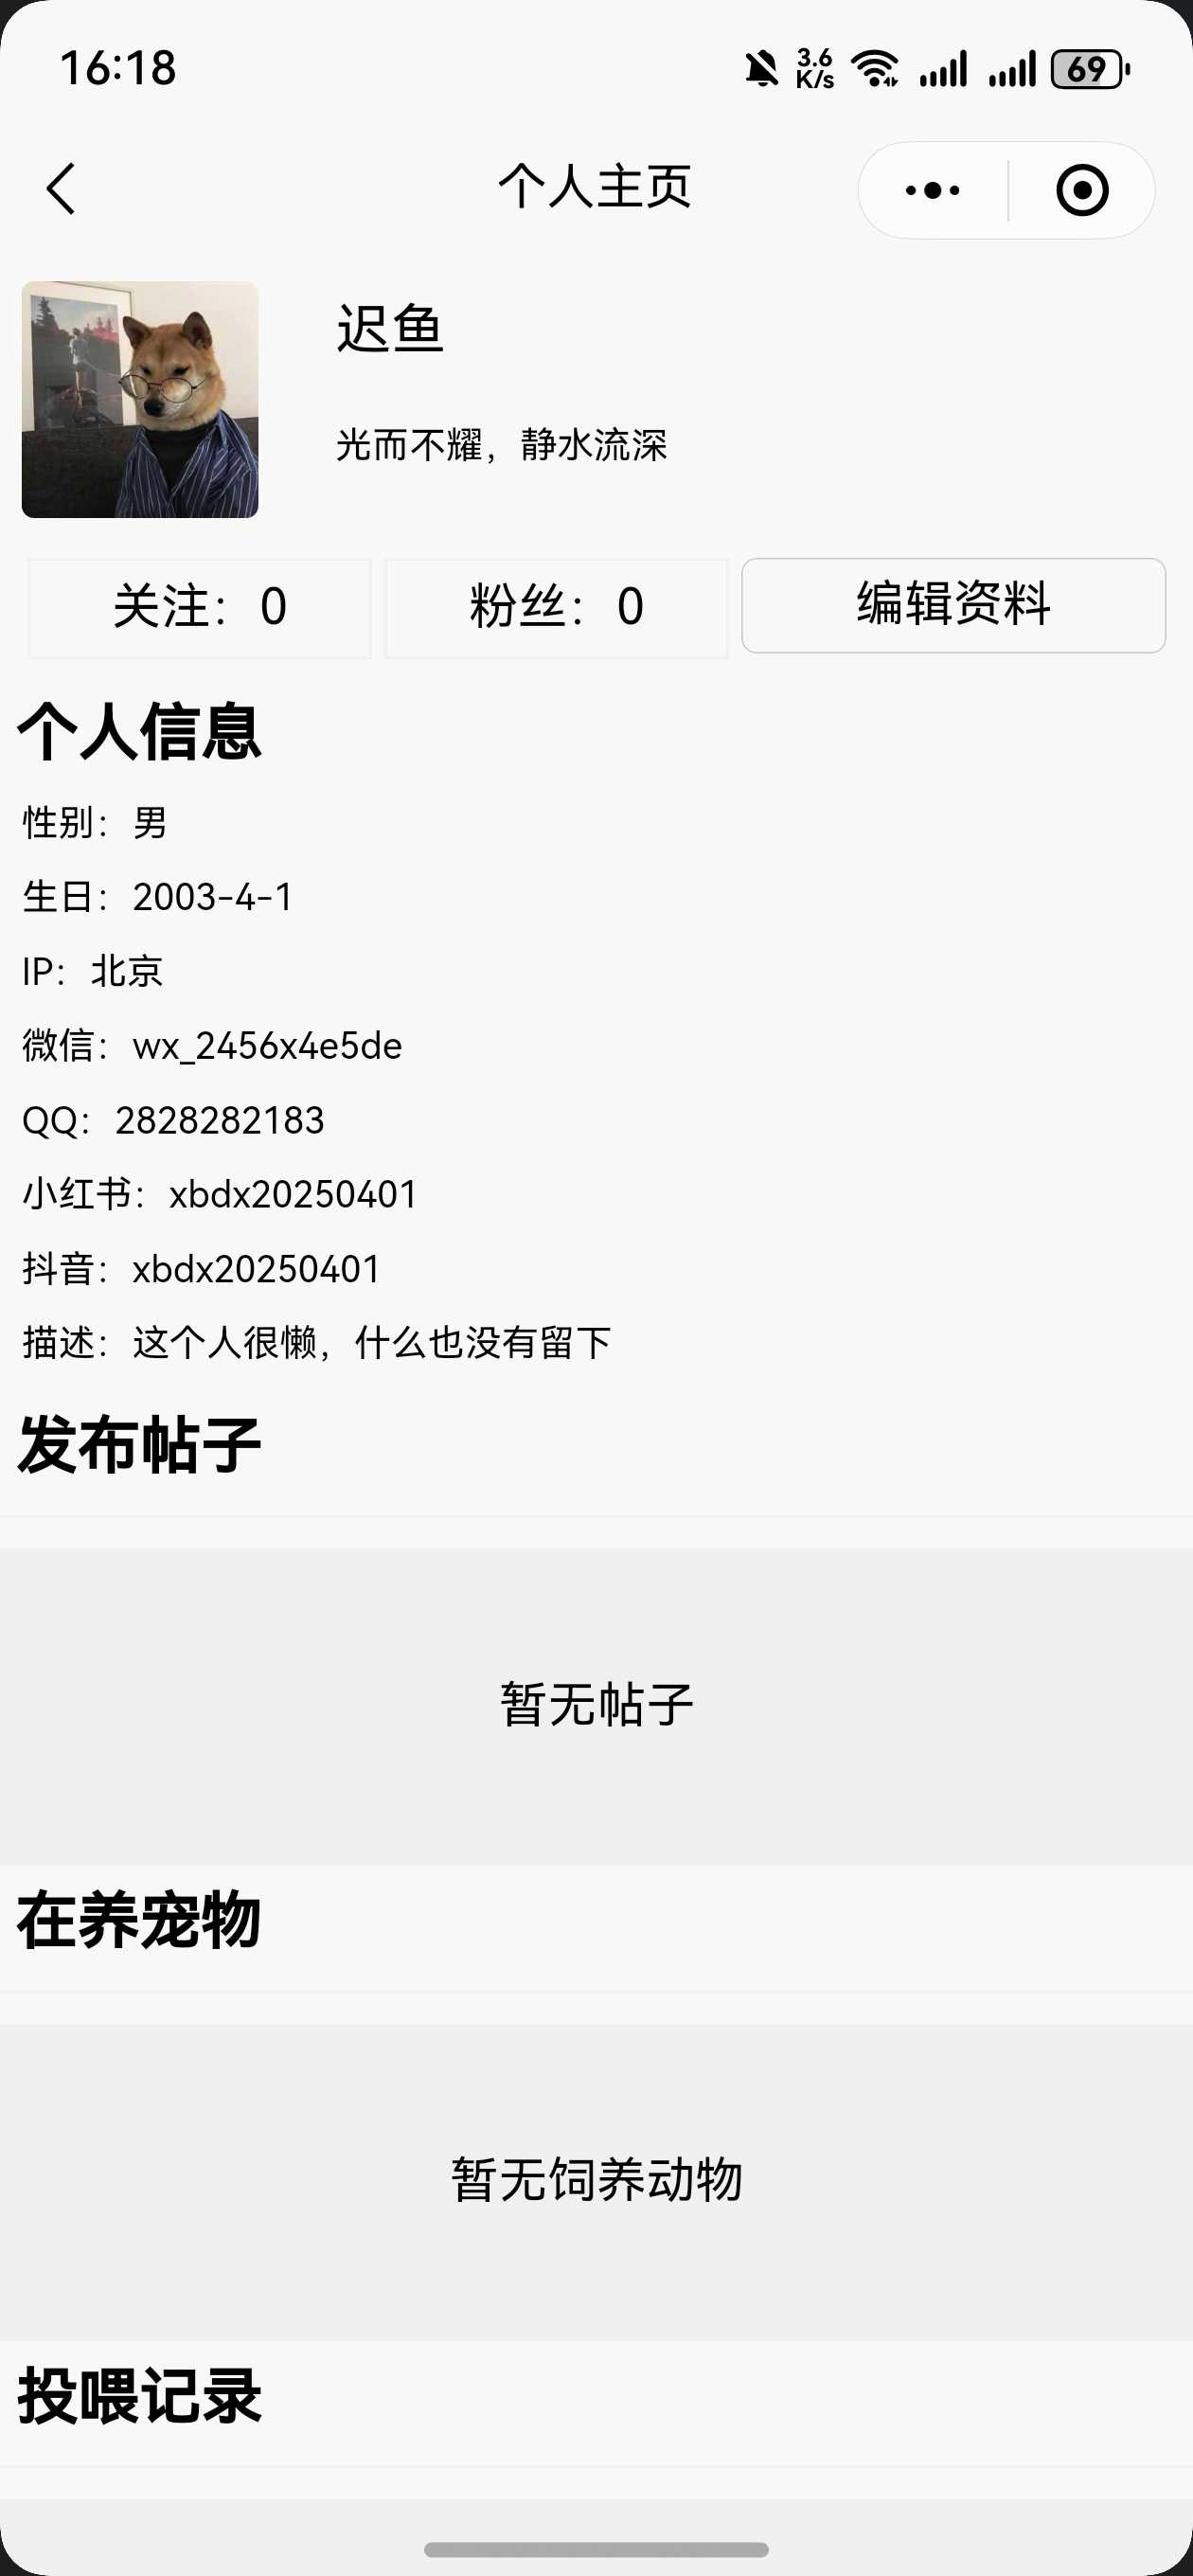 16:18
3.6
K/s
69
个人主页
迟鱼
光而不耀，静水流深
关注：0
粉丝：0
编辑资料
个人信息
性别：男
生日：2003-4-1
IP：北京
微信：wx_2456x4e5de
QQ：2828282183
小红书：xbdx20250401
抖音：xbdx20250401
描述：这个人很懒，什么也没有留下
发布帖子
暂无帖子
在养宠物
暂无饲养动物
投喂记录